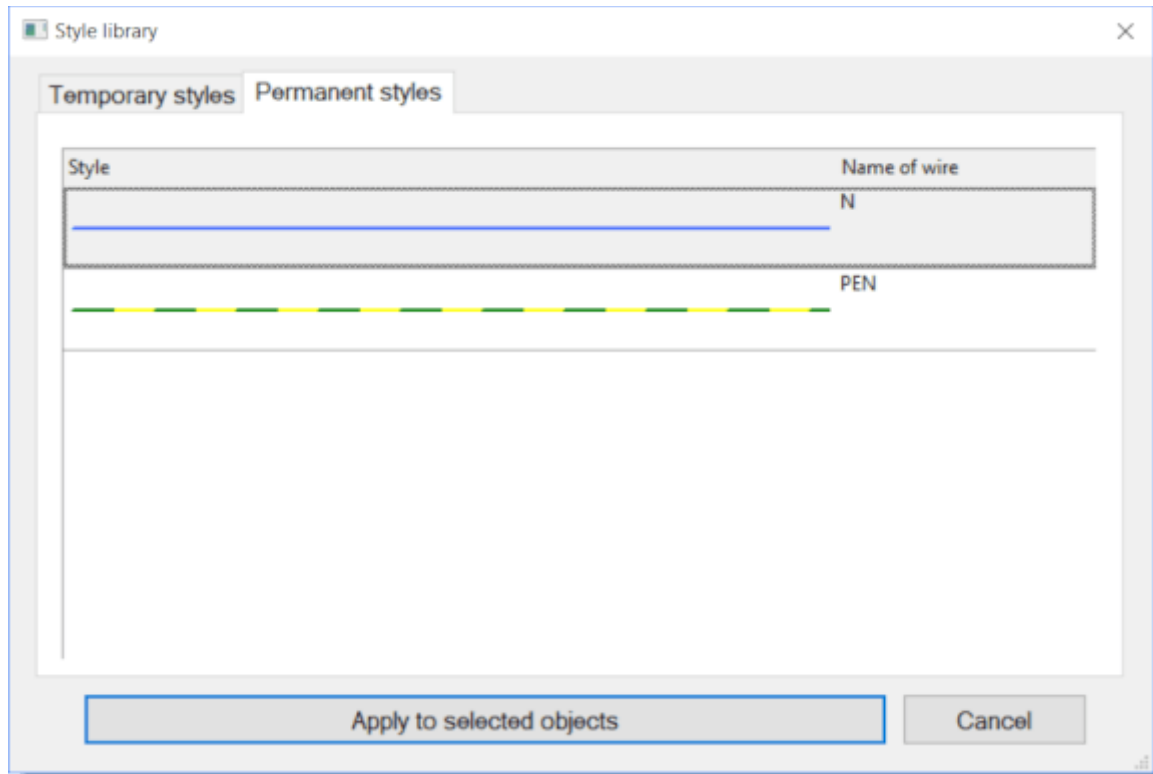 Style library
Temporary styles Permanent styles
Style Name of wire
N
PEN
Apply to selected objects Cancel